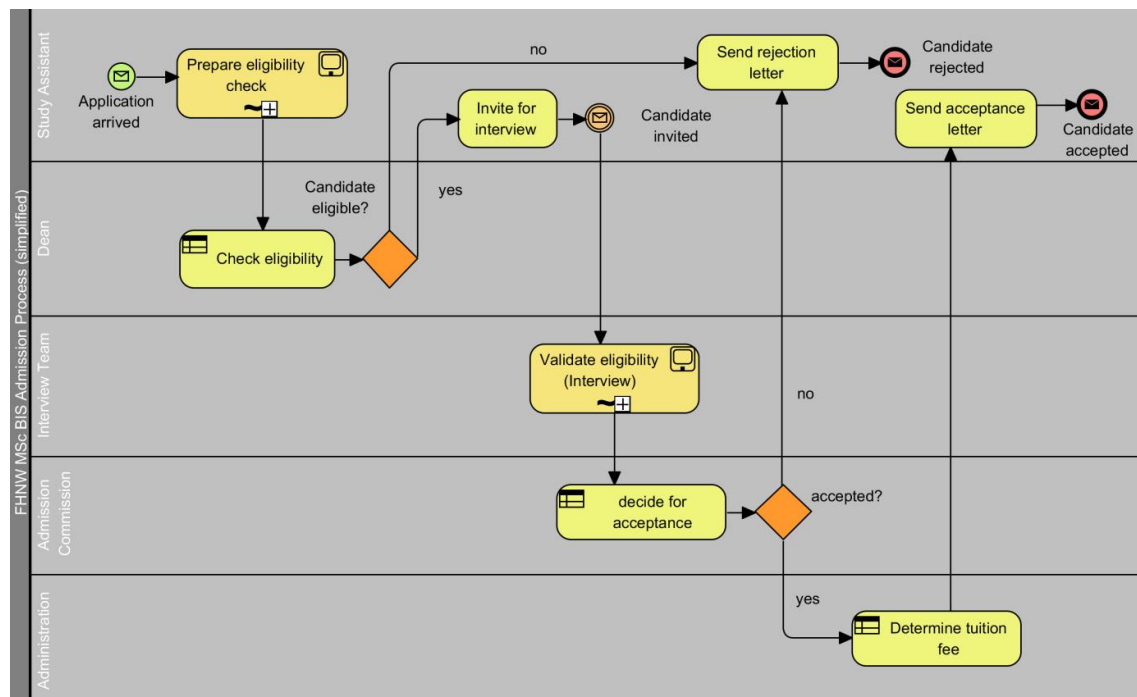 FHNW MSc BIS Admission Process (simplified)
Study Assistant
Application
arrived
Prepare eligibility
check
no
Invite for
interview
Candidate
invited
Send rejection
letter
Candidate
rejected
Send acceptance
letter
Candidate
accepted
Dean
Check eligibility
Candidate
eligible?
yes
Interview Team
Validate eligibility
(Interview)
no
Admission
Commission
decide for
acceptance
accepted?
Administration
yes
Determine tuition
fee